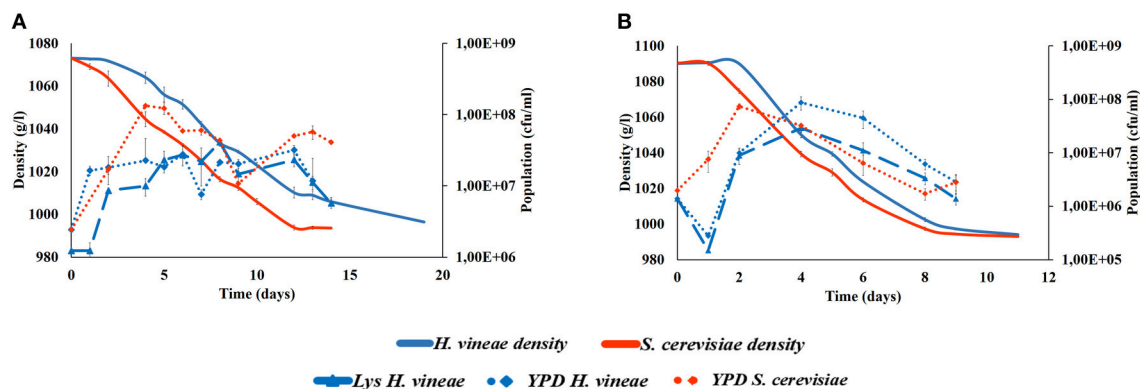 A
1080
1060
1040
1020
1000
980
Density (g/l)
0
5
10
15
20
Time (days)
1,00E+09
1,00E+08
1,00E+07
1,00E+06
Population (cfu/ml)
B
1100
1080
1060
1040
1020
1000
980
Density (g/l)
0
2
4
6
8
10
12
Time (days)
1,00E+09
1,00E+08
1,00E+07
1,00E+06
1,00E+05
Population (cfu/ml)
H. vineae density
S. cerevisiae density
Lys H. vineae
YPD H. vineae
YPD S. cerevisiae